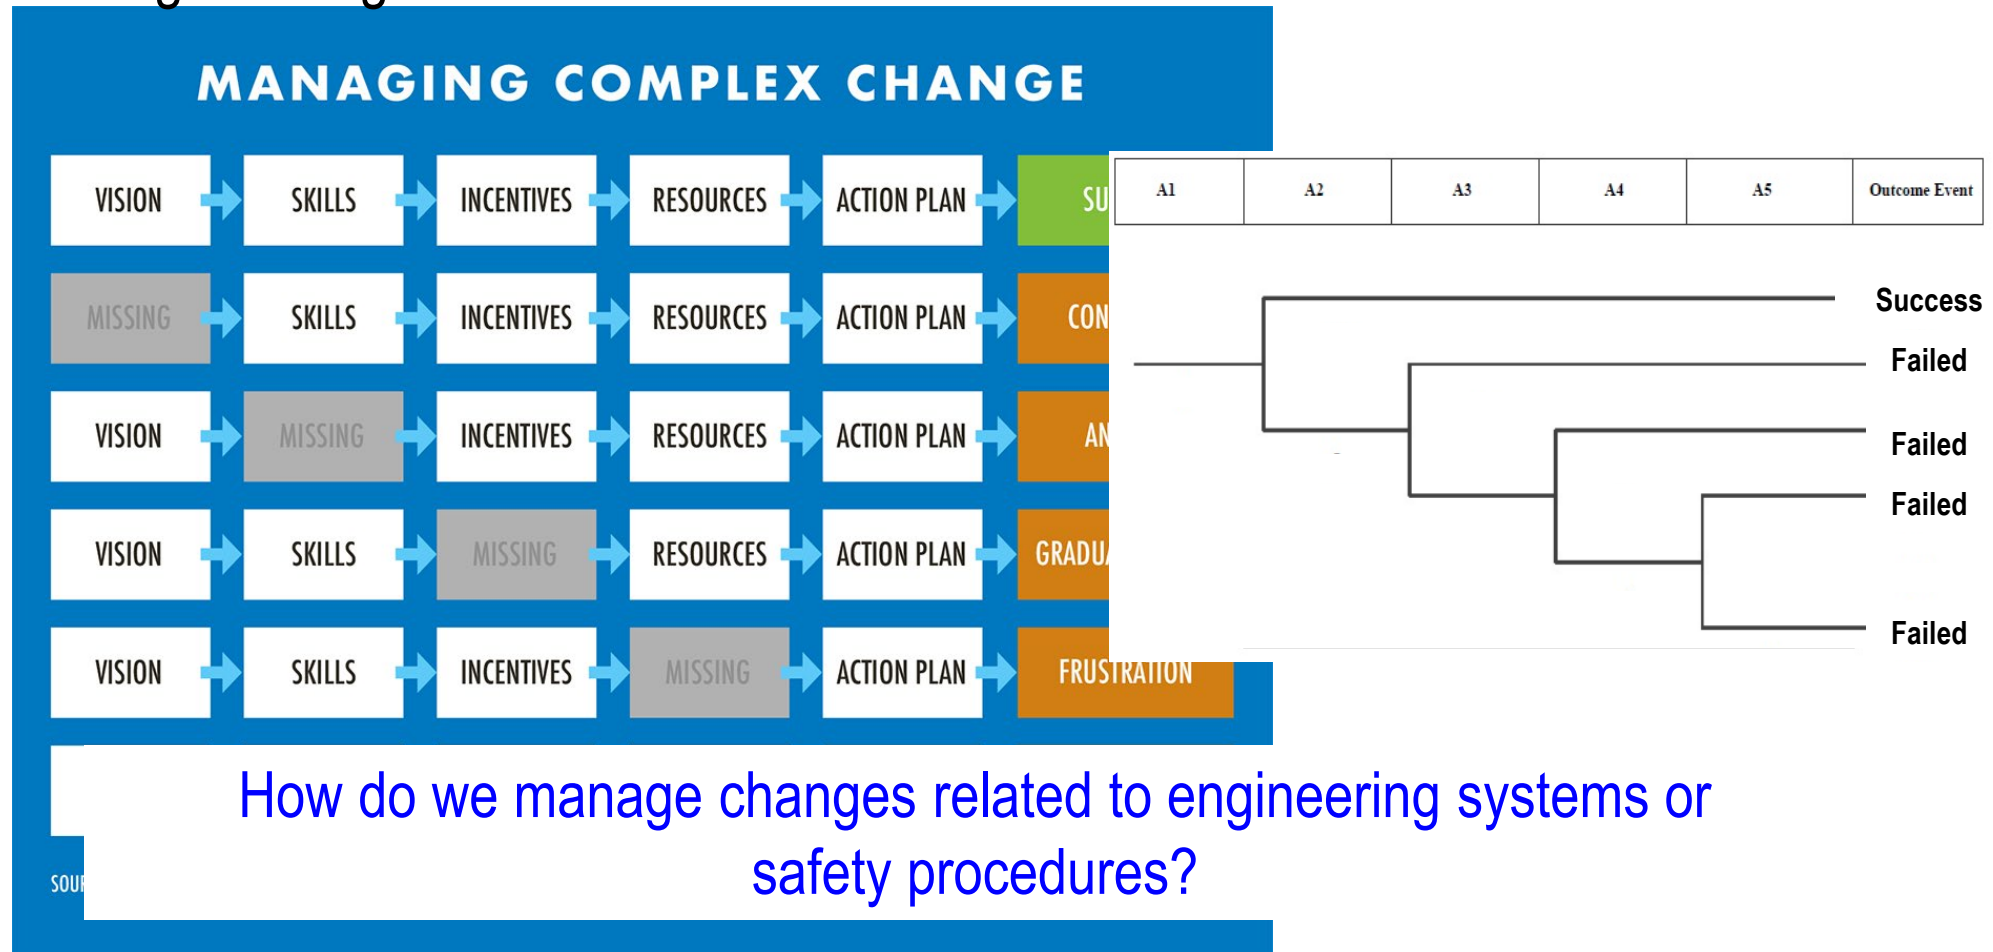 MANAGING COMPLEX CHANGE
VISION SKILLS INCENTIVES RESOURCES ACTION PLAN
MISSING SKILLS INCENTIVES RESOURCES ACTION PLAN
VISION MISSING INCENTIVES RESOURCES ACTION PLAN
VISION SKILLS MISSING RESOURCES ACTION PLAN
VISION SKILLS INCENTIVES MISSING ACTION PLAN FRUSTRATION
A1 A2 A3 A4 A5 Outcome Event
Success
Failed
Failed
Failed
Failed
How do we manage changes related to engineering systems or
safety procedures?